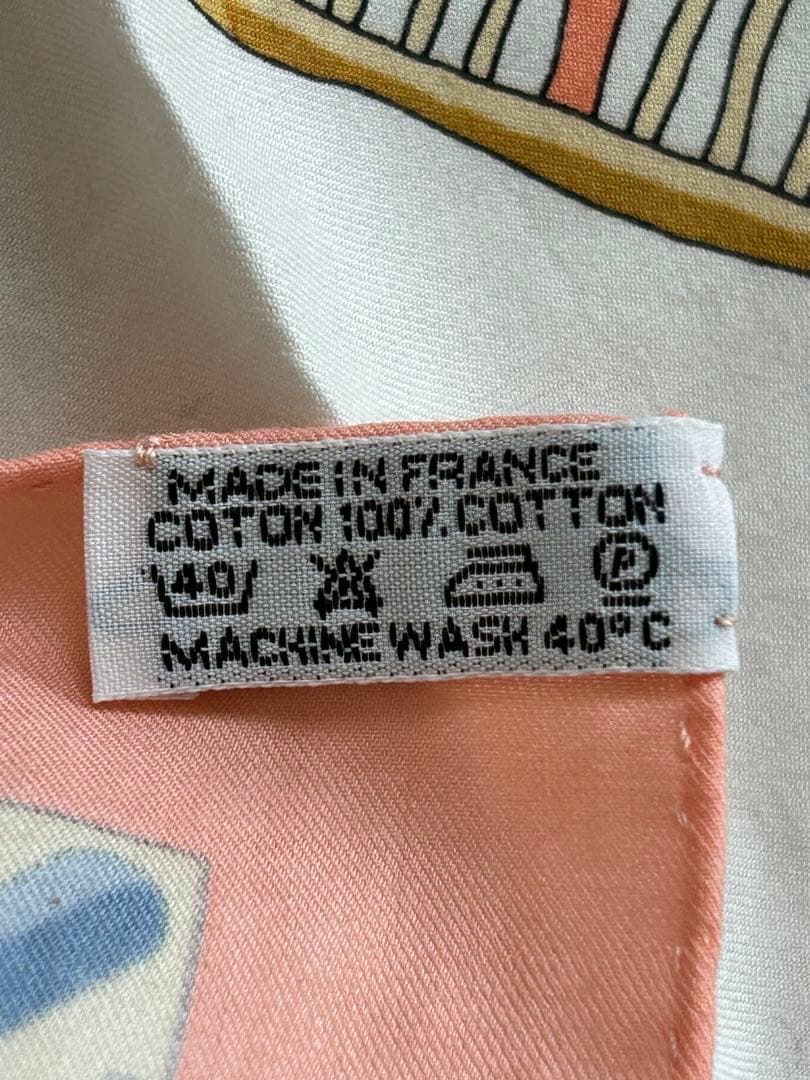 MADE IN FRANCE
COTON 100% COTTON
40 P
MACHINE WASH 40°C